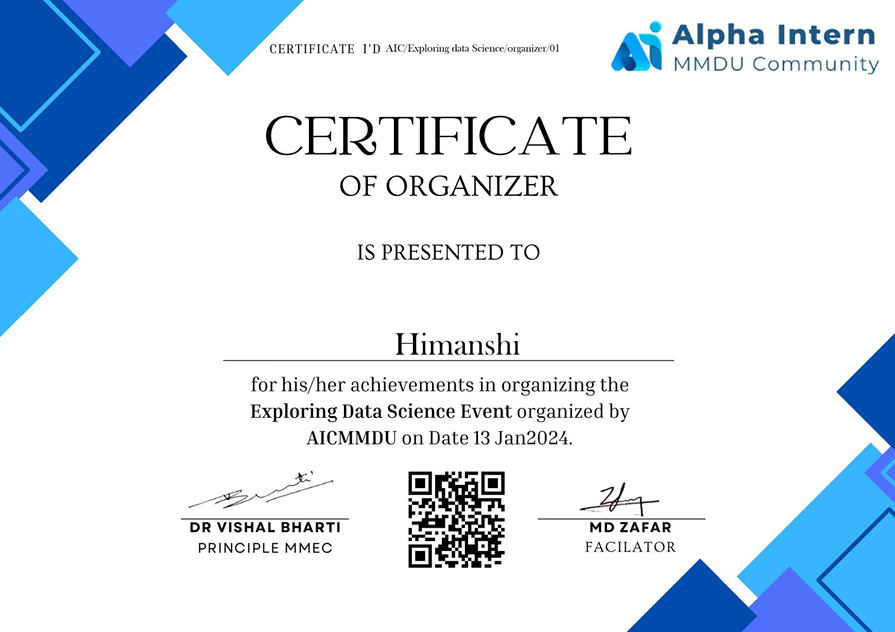 CERTIFICATE I'D AIC/Exploring data Science/organizer/01
Alpha Intern
MMDU Community
CERTIFICATE
OF ORGANIZER
IS PRESENTED TO
Himanshi
for his/her achievements in organizing the
Exploring Data Science Event organized by
AICMMDU on Date 13 Jan2024.
DR VISHAL BHARTI
PRINCIPLE MMEC
MD ZAFAR
FACILATOR